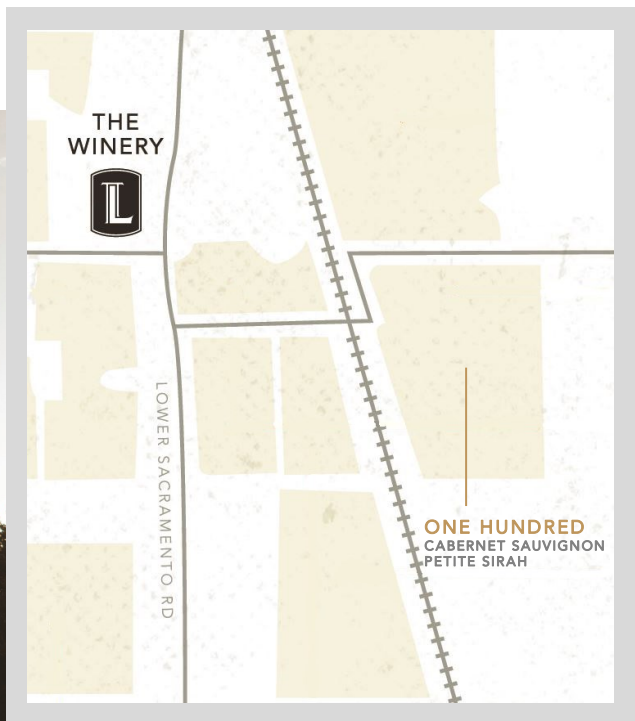 THE
WINERY
L
LOWER SACRAMENTO RD
ONE HUNDRED
CABERNET SAUVIGNON
PETITE SIRAH